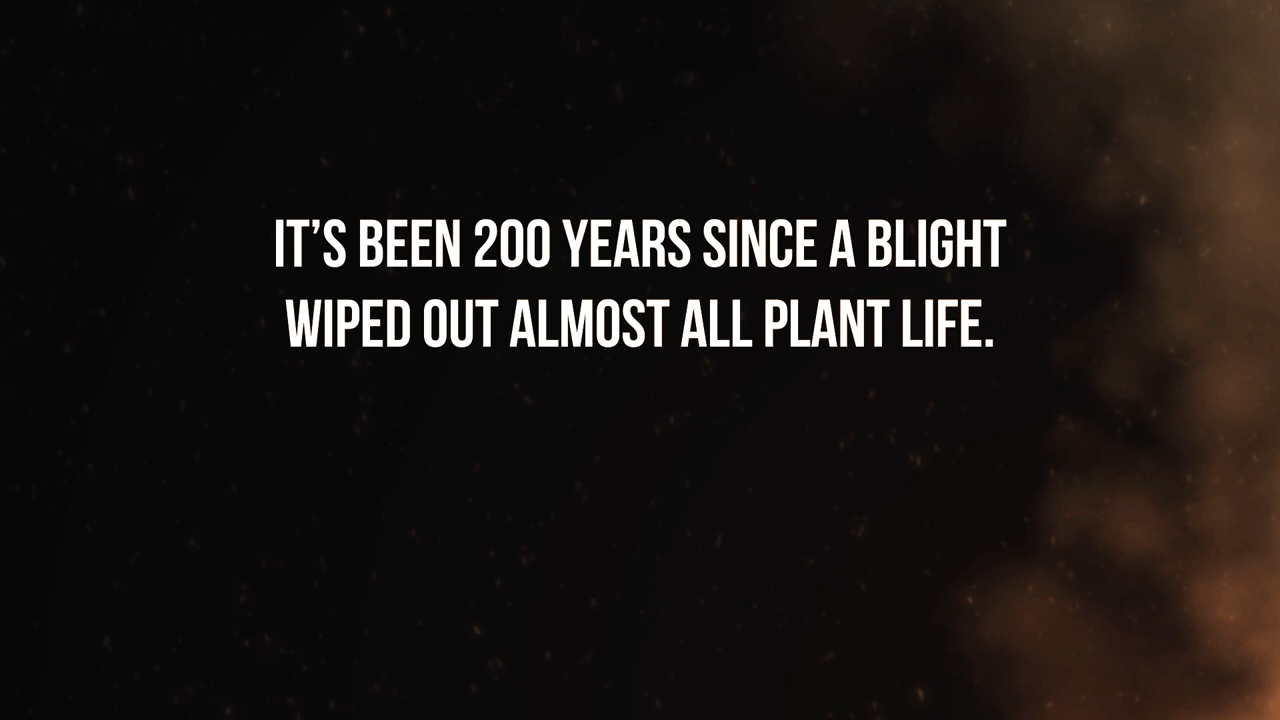 IT’S BEEN 200 YEARS SINCE A BLIGHT
WIPED OUT ALMOST ALL PLANT LIFE.